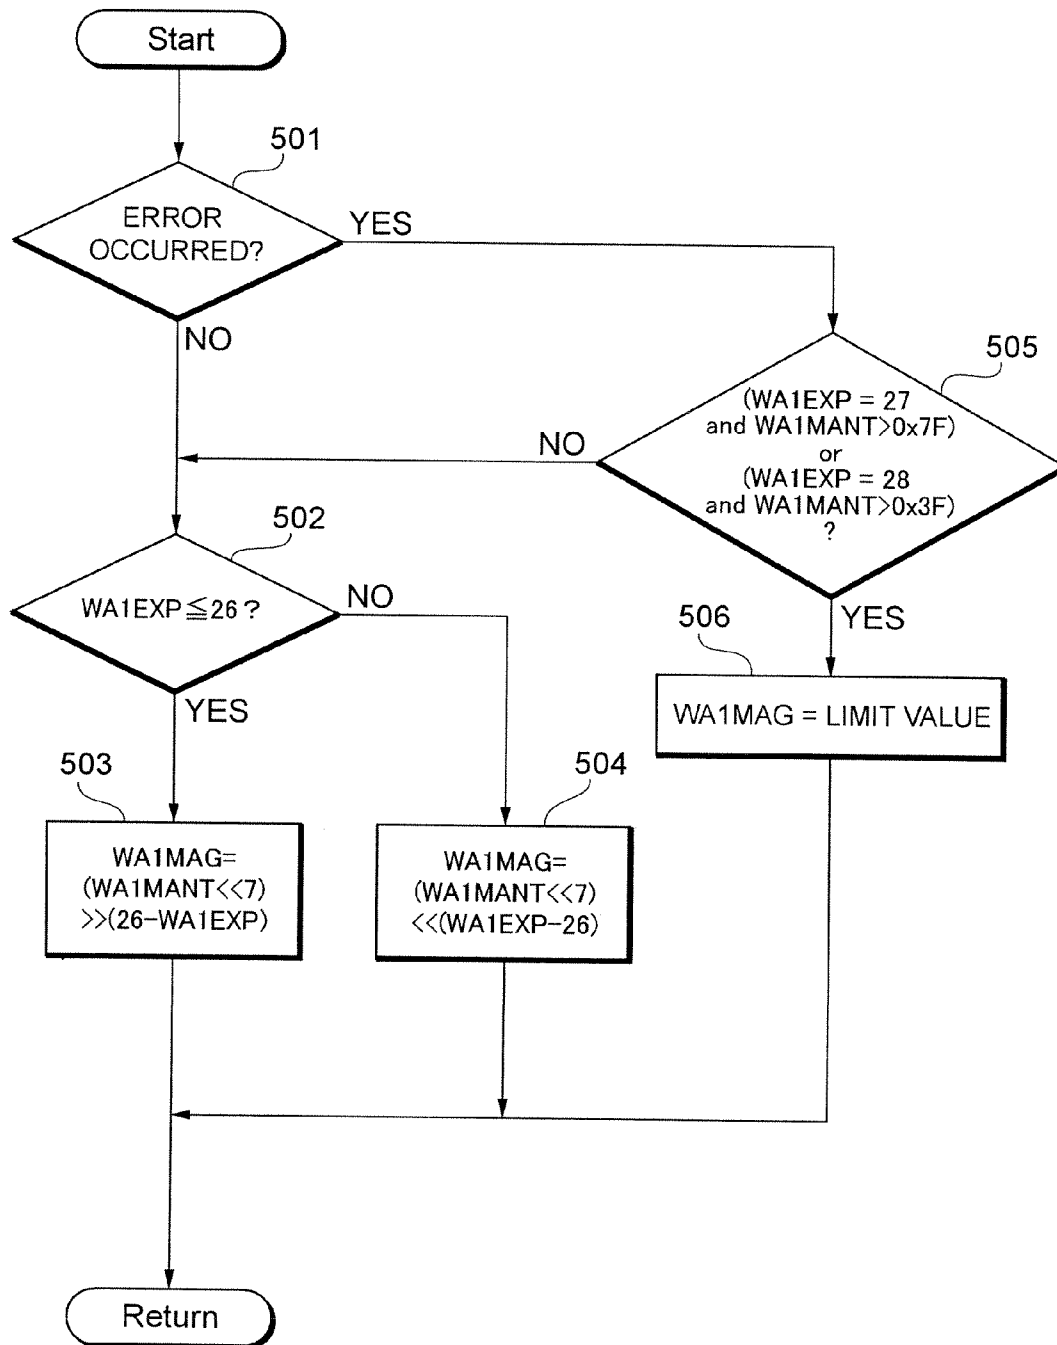 Start
501
ERROR
OCCURRED?
YES
NO
505
(WA1EXP = 27
and WA1MANT>0x7F)
or
(WA1EXP = 28
and WA1MANT>0x3F)
?
NO
YES
502
WA1EXP≦26?
NO
YES
506
WA1MAG = LIMIT VALUE
503
WA1MAG=
(WA1MANT<<7)
>>(26-WA1EXP)
504
WA1MAG=
(WA1MANT<<7)
<<(WA1EXP-26)
Return